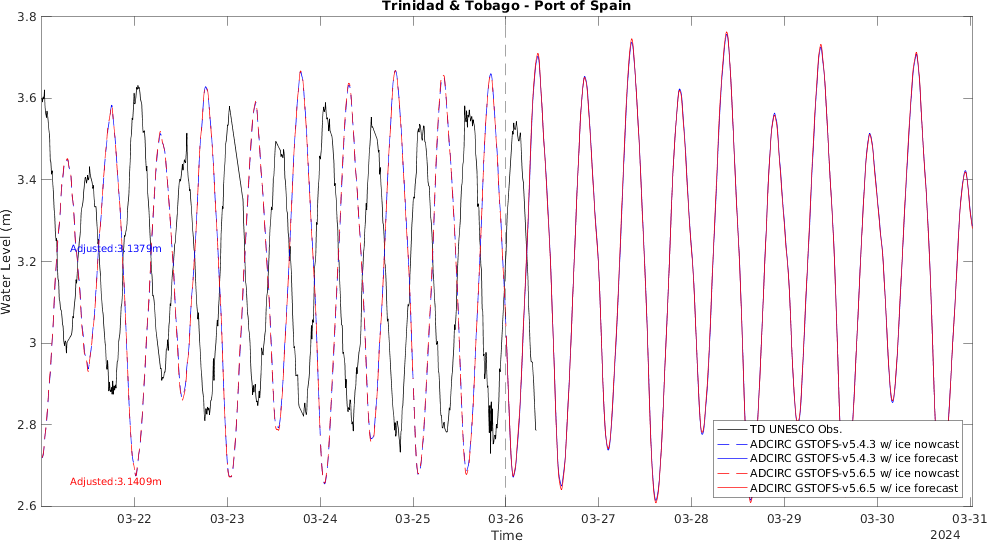 Trinidad & Tobago - Port of Spain
3.8
3.6
3.4
3.2
3
2.8
2.6
Water Level (m)
Adjusted:3.1379m
Adjusted:3.1409m
TD UNESCO Obs.
ADCIRC GSTOFS-v5.4.3 w/ ice nowcast
ADCIRC GSTOFS-v5.4.3 w/ ice forecast
ADCIRC GSTOFS-v5.6.5 w/ ice nowcast
ADCIRC GSTOFS-v5.6.5 w/ ice forecast
03-22 03-23 03-24 03-25 03-26 03-27 03-28 03-29 03-30 03-31
Time
2024